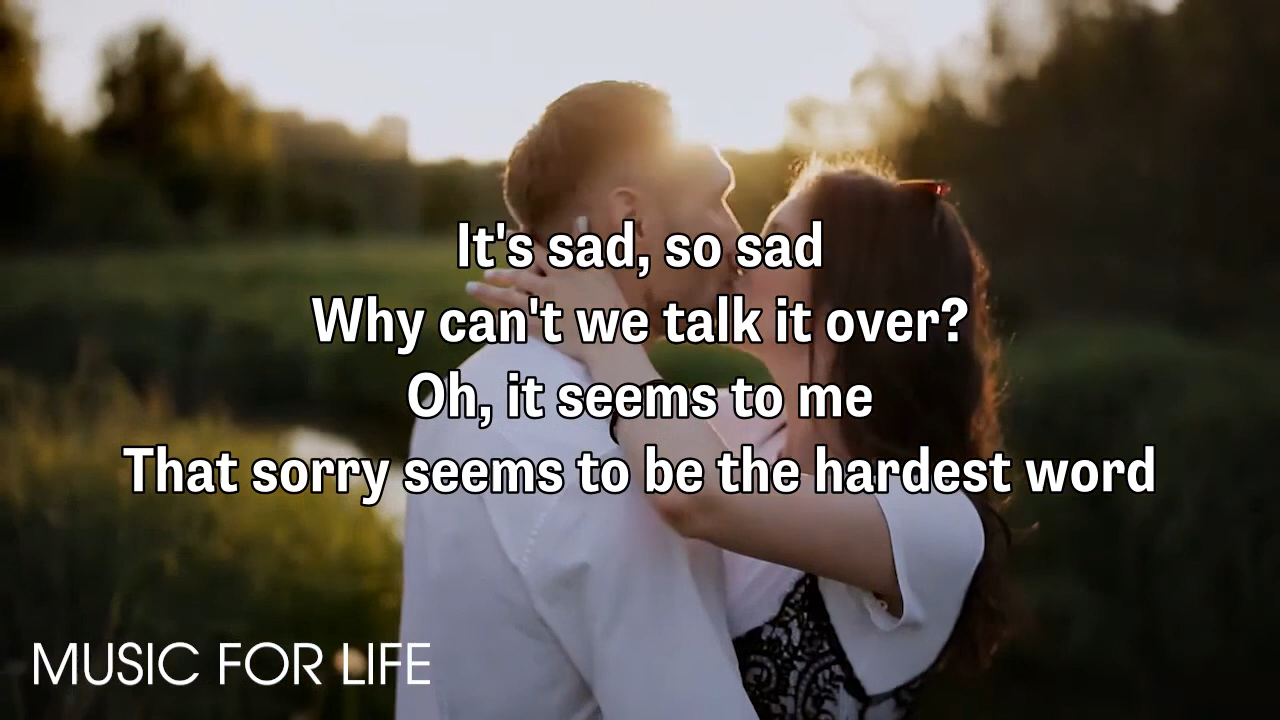 It's sad, so sad
Why can't we talk it over?
Oh, it seems to me
That sorry seems to be the hardest word
MUSIC FOR LIFE